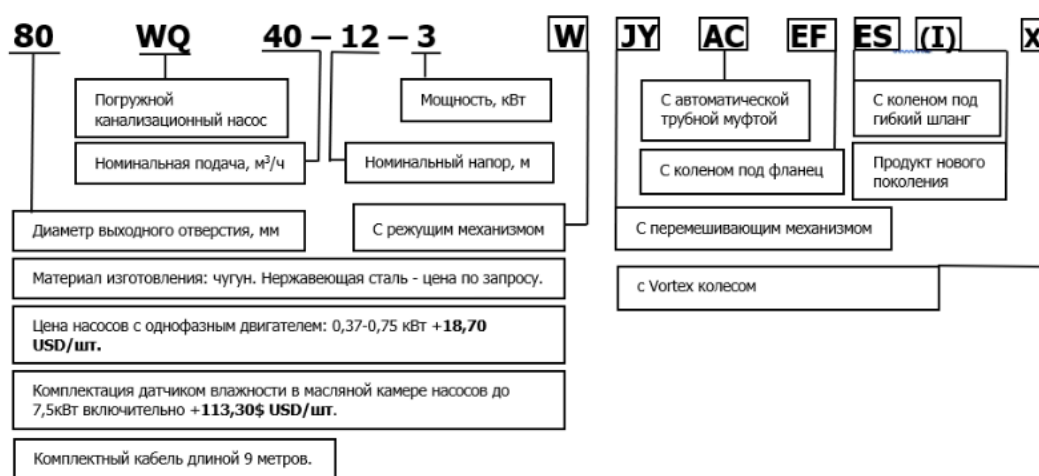 80 WQ 40 – 12 – 3 W JY AC EF ES (I) X
Погружной
канализационный насос
Мощность, кВт
С автоматической
трубной муфтой
С коленом под
гибкий шланг
Номинальная подача, м³/ч
Номинальный напор, м
С коленом под фланец
Продукт нового
поколения
Диаметр выходного отверстия, мм
С режущим механизмом
С перемешивающим механизмом
Материал изготовления: чугун. Нержавеющая сталь - цена по запросу.
с Vortex колесом
Цена насосов с однофазным двигателем: 0,37-0,75 кВт +18,70
USD/шт.
Комплектация датчиком влажности в масляной камере насосов до
7,5кВт включительно +113,30$ USD/шт.
Комплектный кабель длиной 9 метров.